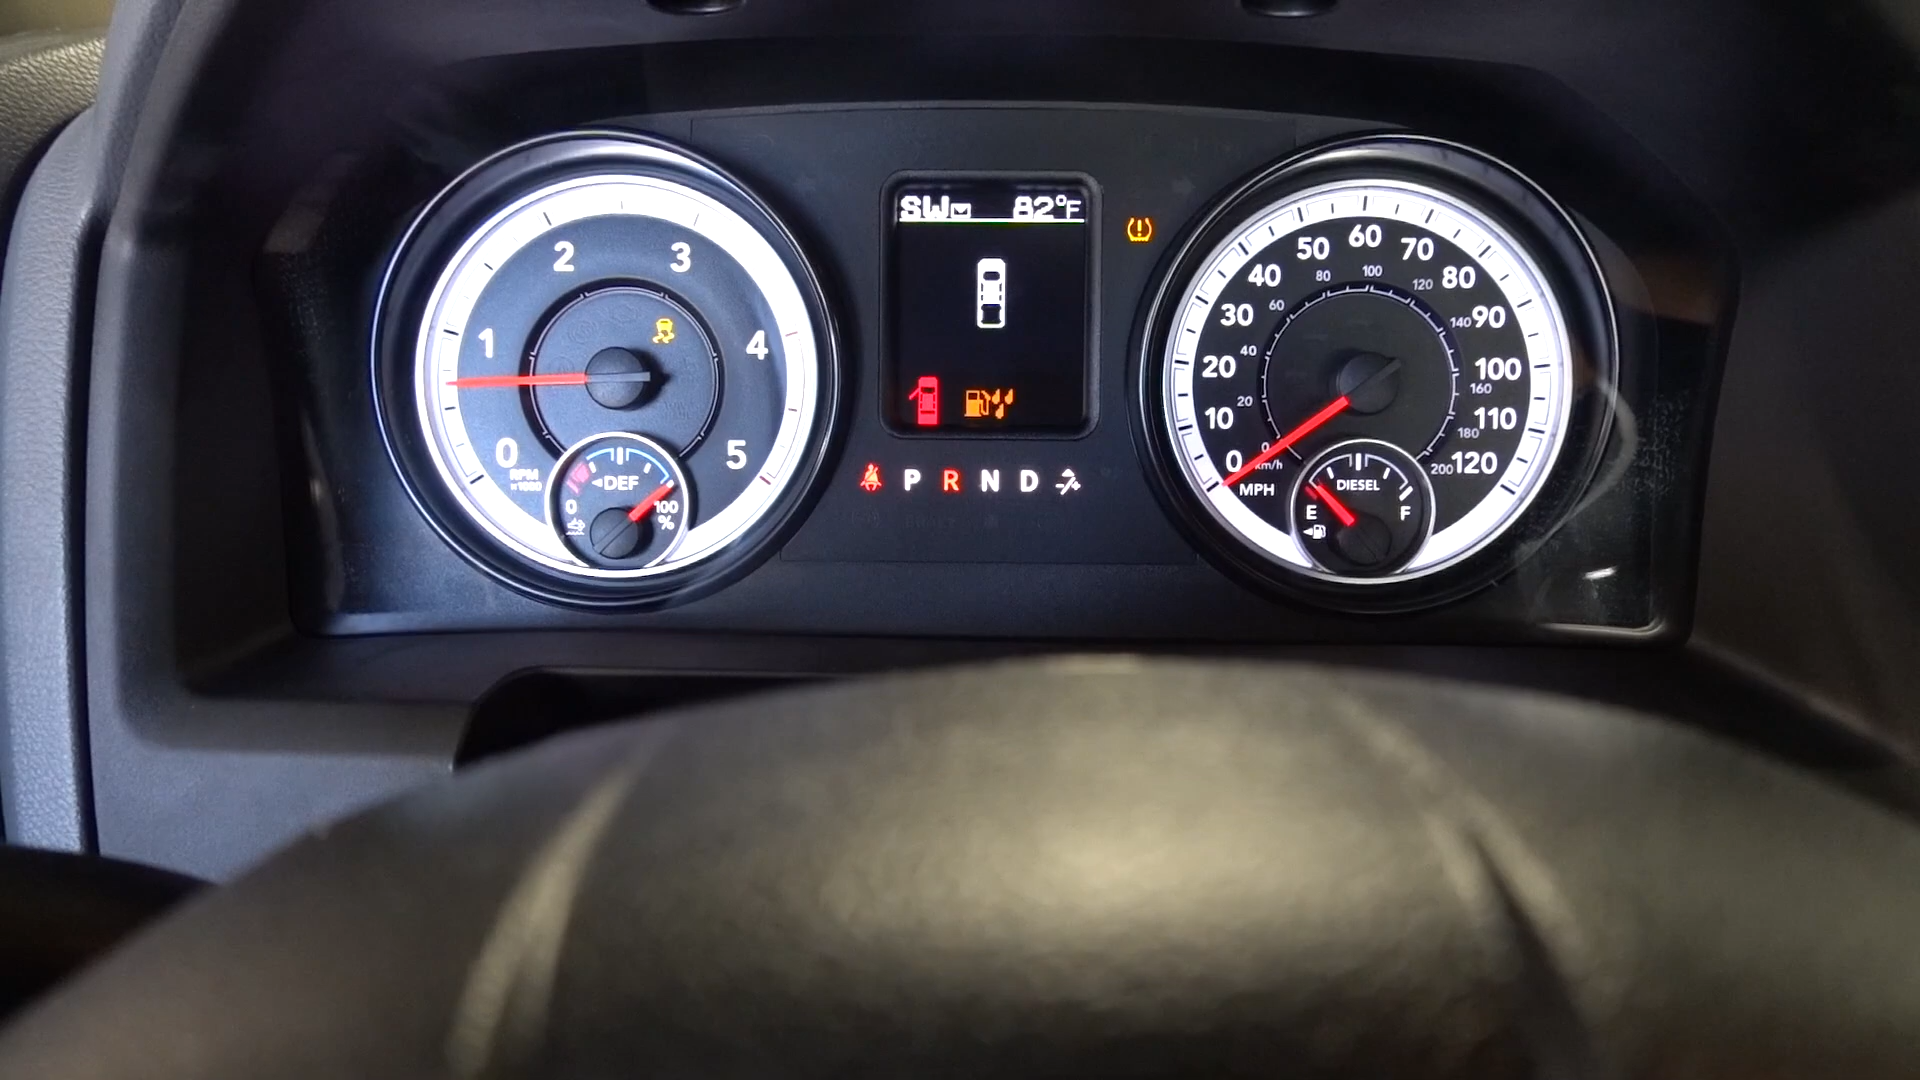 SW 82°F
0 1 2 3 4 5
RPM
x1000
DEF
0 100
%
P R N D
0 10 20 30 40 50 60 70 80 90 100 110 120
0 20 40 60 80 100 120 140 160 180 200
km/h
MPH
DIESEL
E F